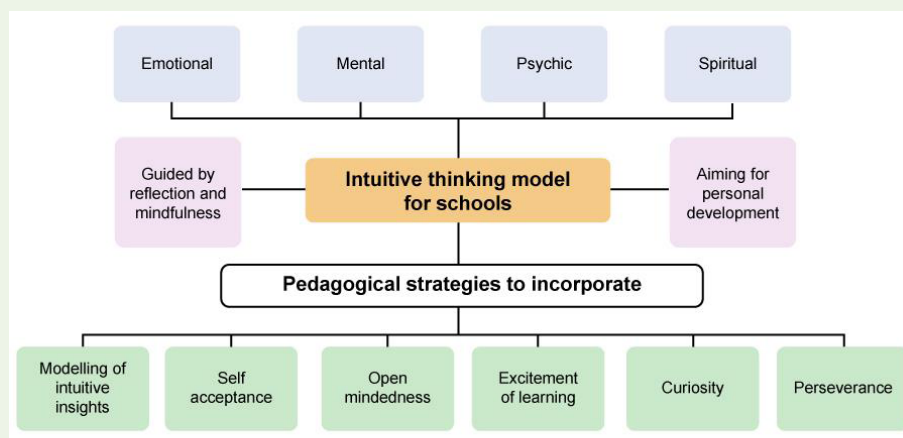 Emotional
Mental
Psychic
Spiritual
Guided by
reflection and
mindfulness
Intuitive thinking model
for schools
Aiming for
personal
development
Pedagogical strategies to incorporate
Modelling of
intuitive
insights
Self
acceptance
Open
mindedness
Excitement
of learning
Curiosity
Perseverance